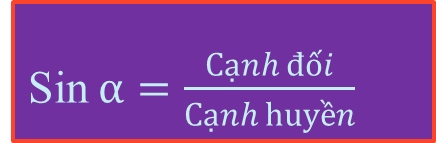 Sin α = Cạnh đối / Cạnh huyền